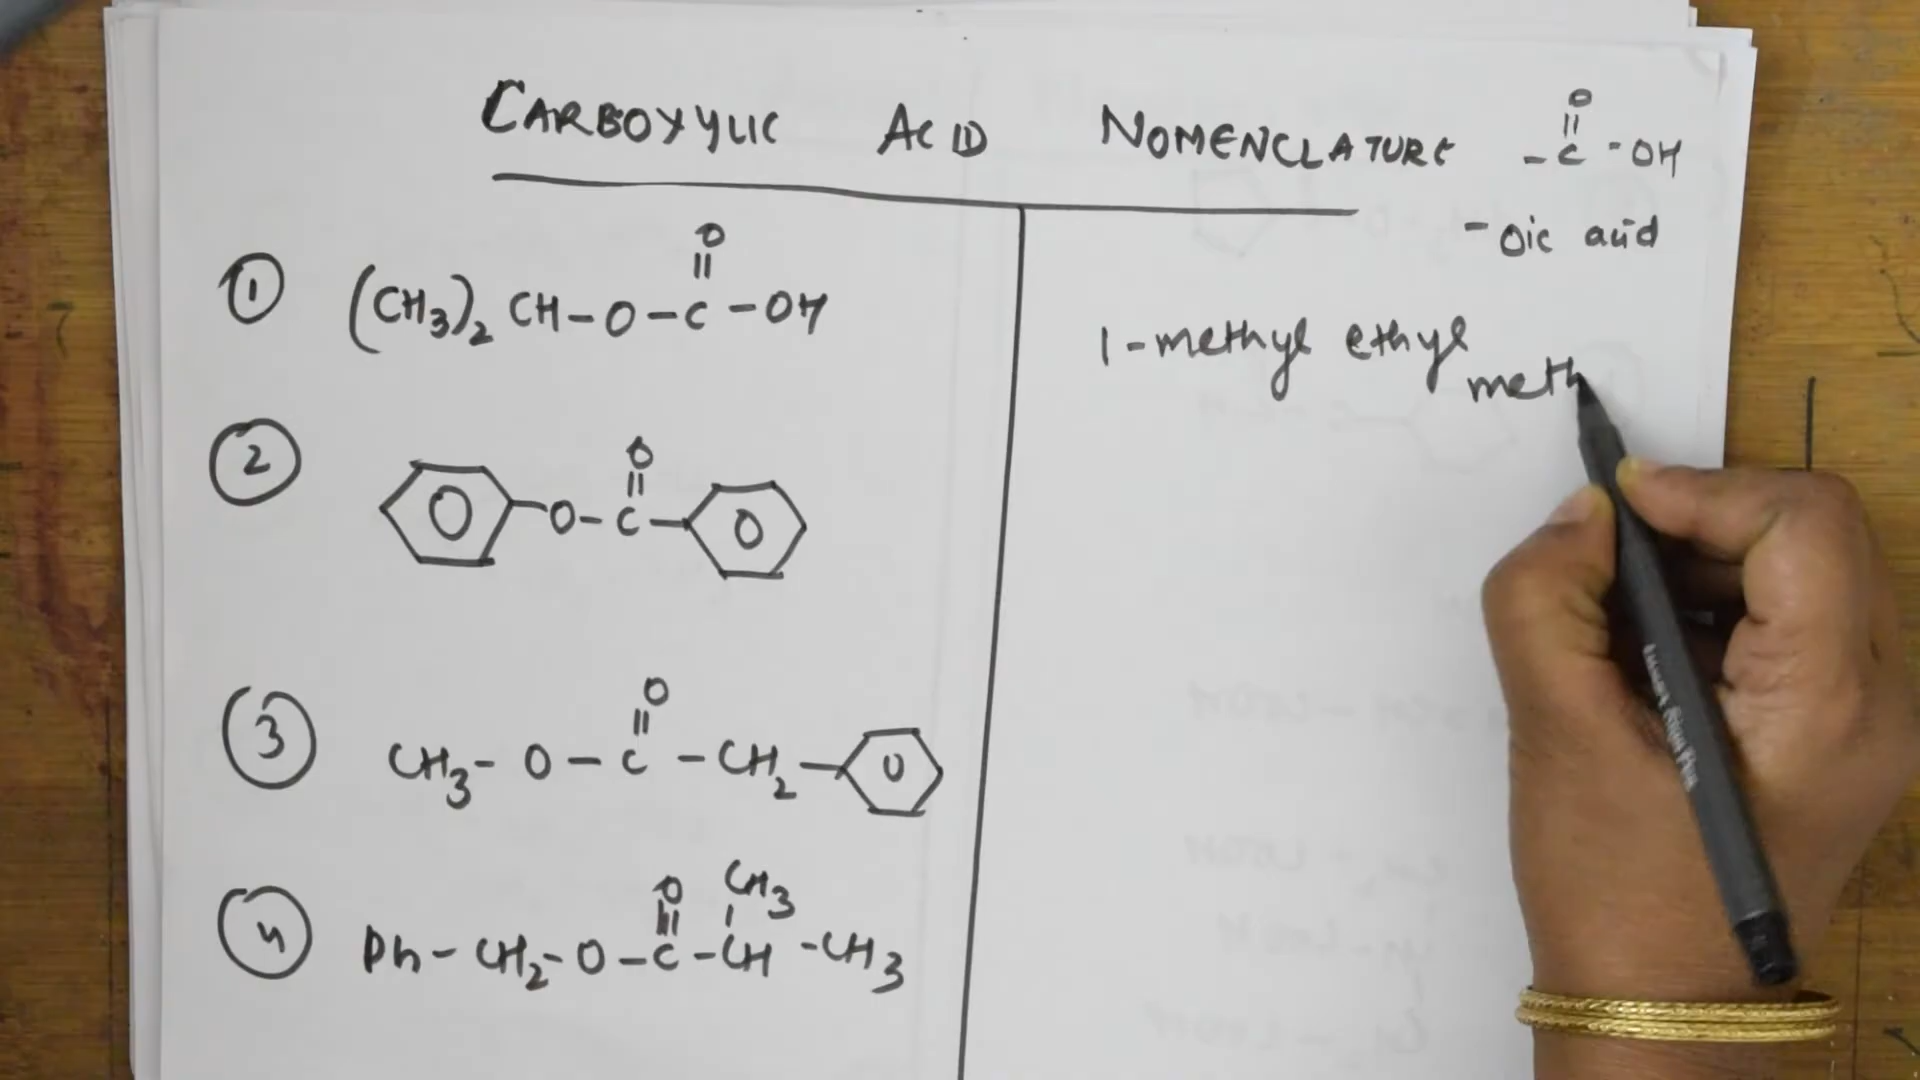 CARBOXYLIC ACID NOMENCLATURE
O
||
- C - OH
- oic acid
1
O
||
(CH3)2 CH - O - C - OH
1 - methyl ethyl
meth
2
O
||
O - O - C - O
3
O
||
CH3 - O - C - CH2 - O
4
O CH3
|| |
Ph - CH2 - O - C - CH - CH3